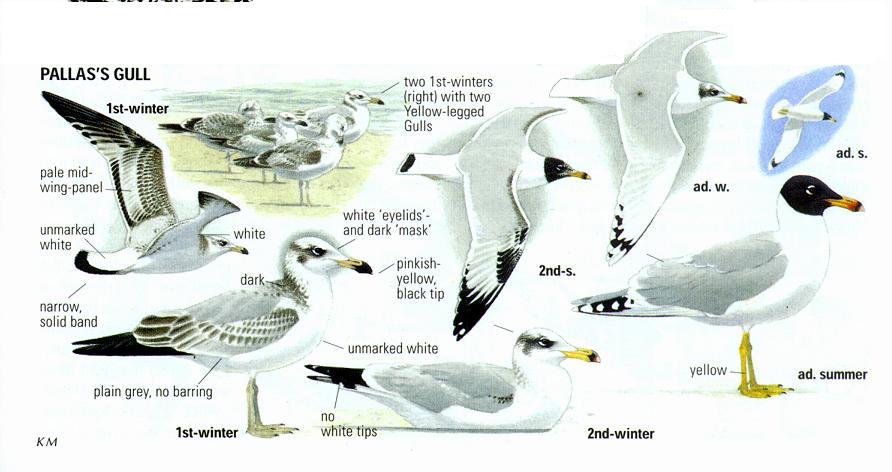 PALLAS'S GULL
1st-winter
two 1st-winters
(right) with two
Yellow-legged
Gulls
ad. s.
pale mid-
wing-panel
ad. w.
unmarked
white
white
white 'eyelids'-
and dark 'mask'
2nd-s.
dark
pinkish-
yellow,
black tip
narrow,
solid band
unmarked white
yellow
ad. summer
plain grey, no barring
no
white tips
1st-winter
2nd-winter
KM